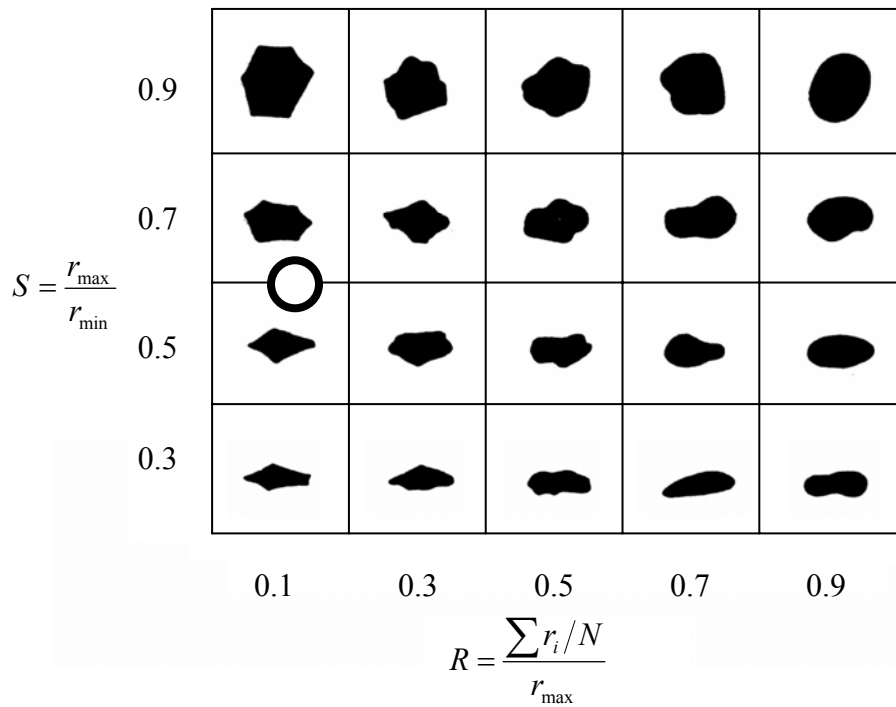 0.9
0.7
S = r_max / r_min
0.5
0.3
0.1 0.3 0.5 0.7 0.9
R = (∑ r_i / N) / r_max